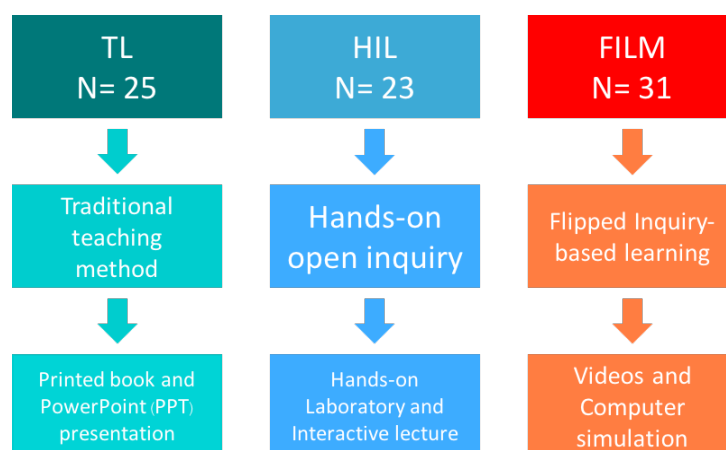 TL
N= 25
HIL
N= 23
FILM
N= 31
Traditional
teaching
method
Hands-on
open inquiry
Flipped Inquiry-
based learning
Printed book and
PowerPoint (PPT)
presentation
Hands-on
Laboratory and
Interactive lecture
Videos and
Computer
simulation